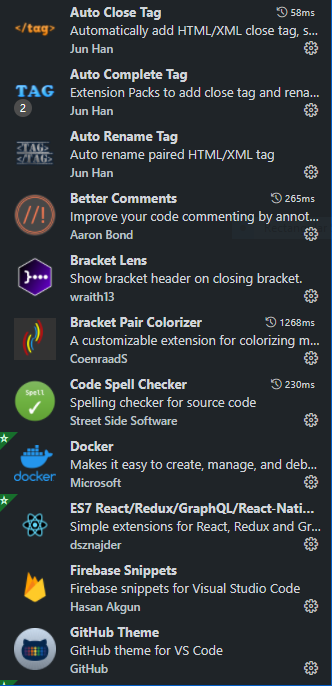 </tag>
Auto Close Tag 58ms
Automatically add HTML/XML close tag, s...
Jun Han
TAG
2
Auto Complete Tag
Extension Packs to add close tag and rena...
Jun Han
<TAG>
</TAG>
Auto Rename Tag
Auto rename paired HTML/XML tag
Jun Han
//!
Better Comments 265ms
Improve your code commenting by annot...
Aaron Bond
Bracket Lens
Show bracket header on closing bracket.
wraith13
Bracket Pair Colorizer 1268ms
A customizable extension for colorizing m...
CoenraadS
Spell
Code Spell Checker 230ms
Spelling checker for source code
Street Side Software
docker
Docker
Makes it easy to create, manage, and deb...
Microsoft
ES7 React/Redux/GraphQL/React-Nati...
Simple extensions for React, Redux and Gr...
dsznajder
Firebase Snippets
Firebase snippets for Visual Studio Code
Hasan Akgun
GitHub Theme
GitHub theme for VS Code
GitHub